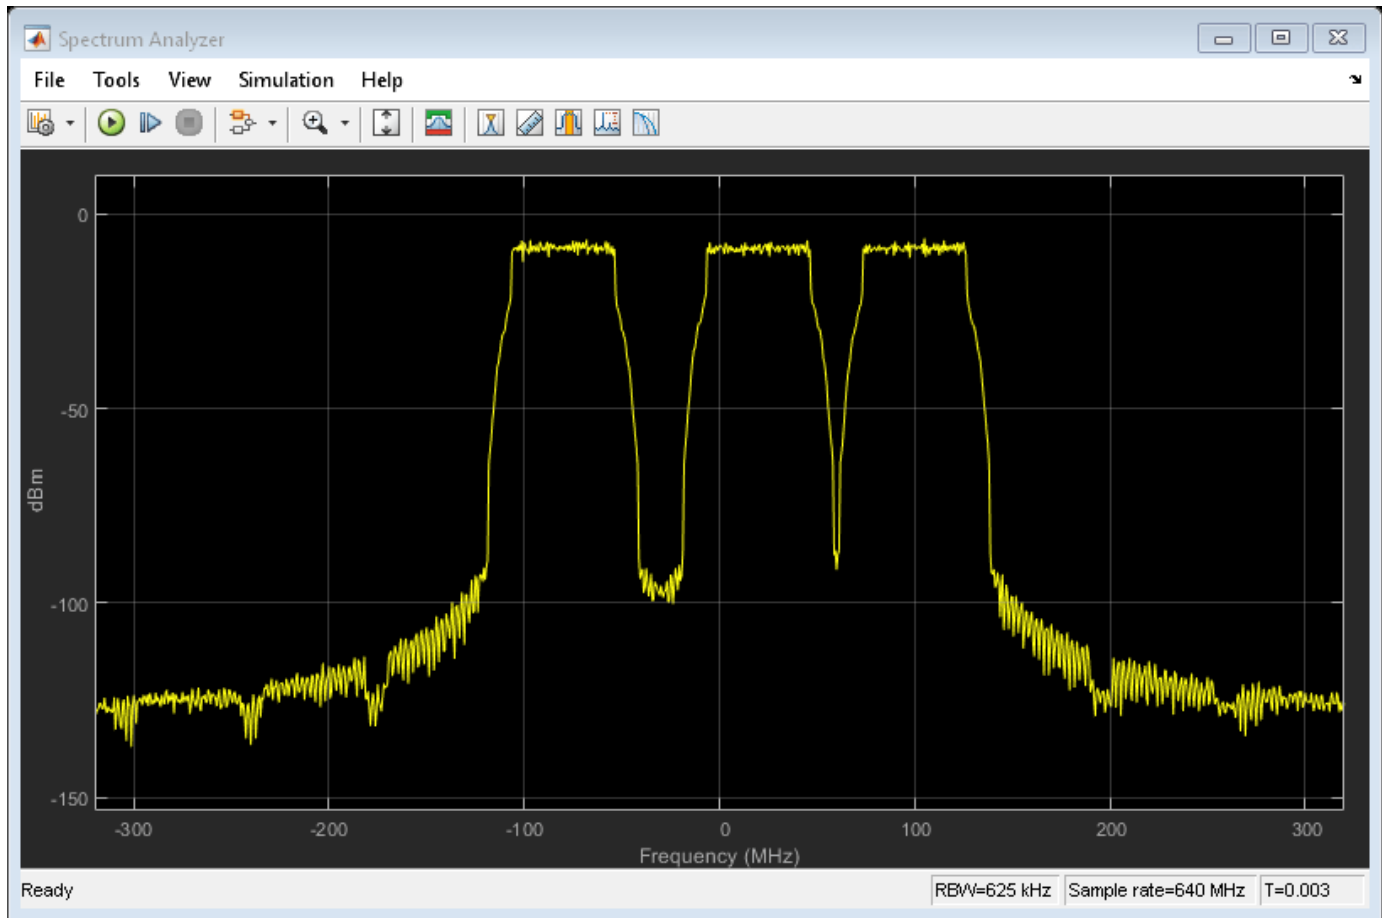 Spectrum Analyzer
File Tools View Simulation Help
0
-50
-100
-150
dBm
-300 -200 -100 0 100 200 300
Frequency (MHz)
Ready RBW=625 kHz Sample rate=640 MHz T=0.003